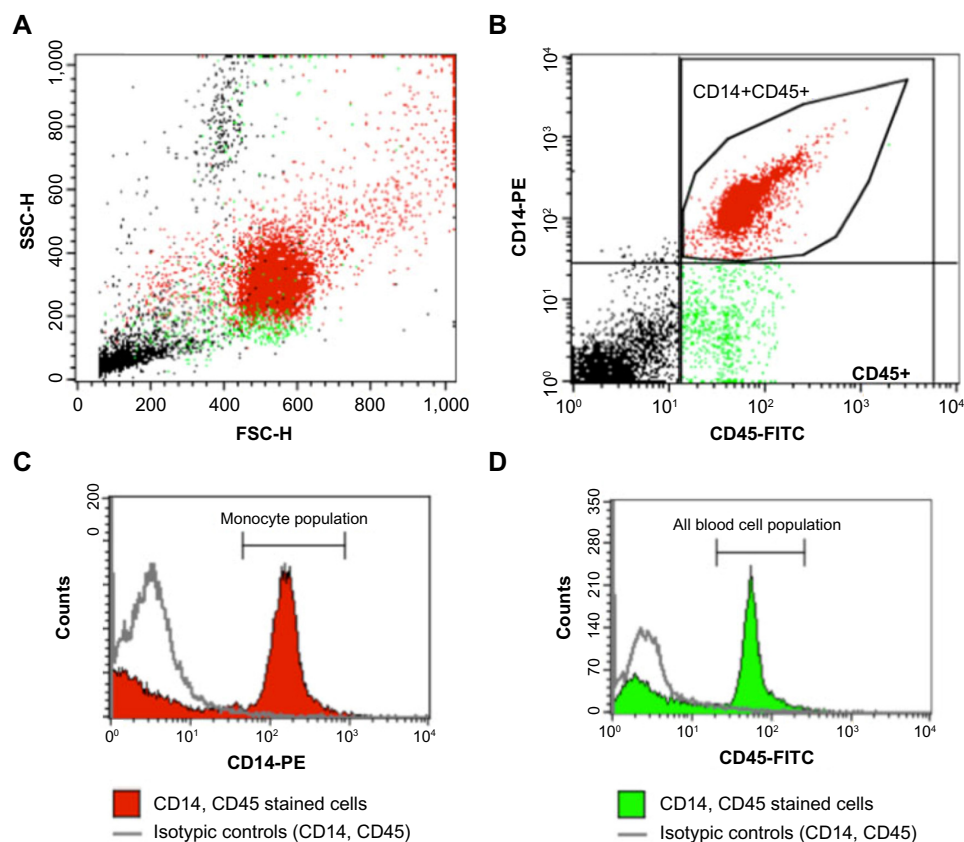 A
1,000
800
600
400
200
0
SSC-H
0 200 400 600 800 1,000
FSC-H
B
10⁴
10³
10²
10¹
10⁰
CD14-PE
CD14+CD45+
CD45+
10⁰ 10¹ 10² 10³ 10⁴
CD45-FITC
C
200
0
Counts
Monocyte population
10⁰ 10¹ 10² 10³ 10⁴
CD14-PE
CD14, CD45 stained cells
Isotypic controls (CD14, CD45)
D
350
280
210
140
70
0
Counts
All blood cell population
10⁰ 10¹ 10² 10³ 10⁴
CD45-FITC
CD14, CD45 stained cells
Isotypic controls (CD14, CD45)